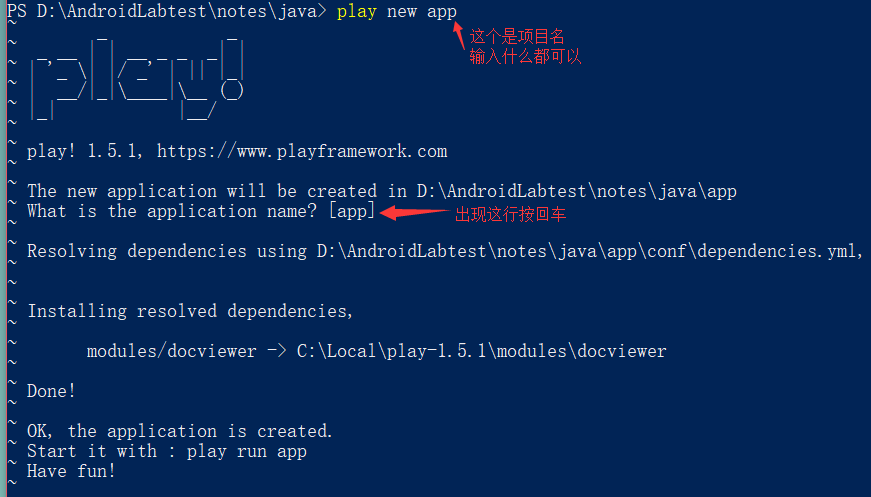 PS D:\AndroidLabtest\notes\java> play new app
这个是项目名
输入什么都可以
play!
play! 1.5.1, https://www.playframework.com
The new application will be created in D:\AndroidLabtest\notes\java\app
What is the application name? [app]
出现这行按回车
Resolving dependencies using D:\AndroidLabtest\notes\java\app\conf\dependencies.yml,
Installing resolved dependencies,
modules/docviewer -> C:\Local\play-1.5.1\modules\docviewer
Done!
OK, the application is created.
Start it with : play run app
Have fun!